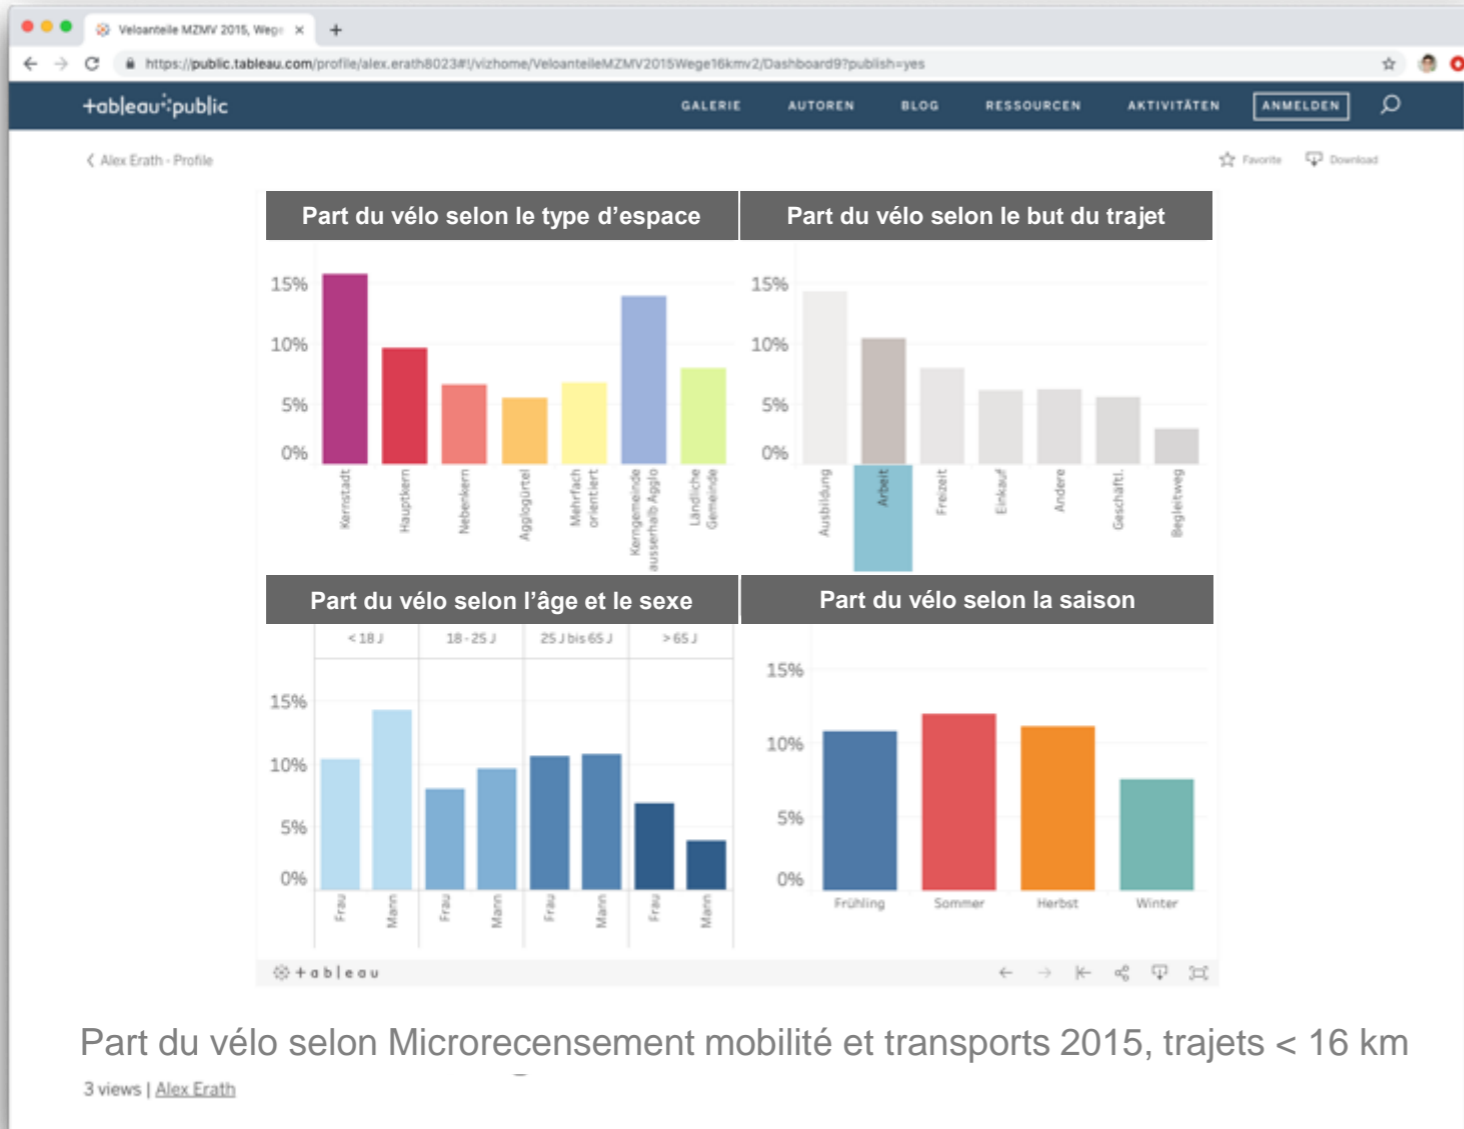 Veloanteile MZMV 2015, Wege
https://public.tableau.com/profile/alex.erath8023#!/vizhome/VeloanteileMZMV2015Wege16kmv2/Dashboard9?publish=yes
+ableau public GALERIE AUTOREN BLOG RESSOURCEN AKTIVITÄTEN ANMELDEN
Alex Erath - Profile Favorite Download
Part du vélo selon le type d’espace
15%
10%
5%
0%
Kernstadt
Hauptkern
Nebenkern
Agglogürtel
Mehrfach
orientiert
Kerngemeinde
ausserhalb Agglo
Ländliche
Gemeinde
Part du vélo selon le but du trajet
15%
10%
5%
0%
Ausbildung
Arbeit
Freizeit
Einkauf
Andere
Geschäftl.
Begleitweg
Part du vélo selon l’âge et le sexe
< 18 J 18 - 25 J 25 J bis 65 J > 65 J
15%
10%
5%
0%
Frau Mann Frau Mann Frau Mann Frau Mann
Part du vélo selon la saison
15%
10%
5%
0%
Frühling Sommer Herbst Winter
+ableau
Part du vélo selon Microrecensement mobilité et transports 2015, trajets < 16 km
3 views | Alex Erath